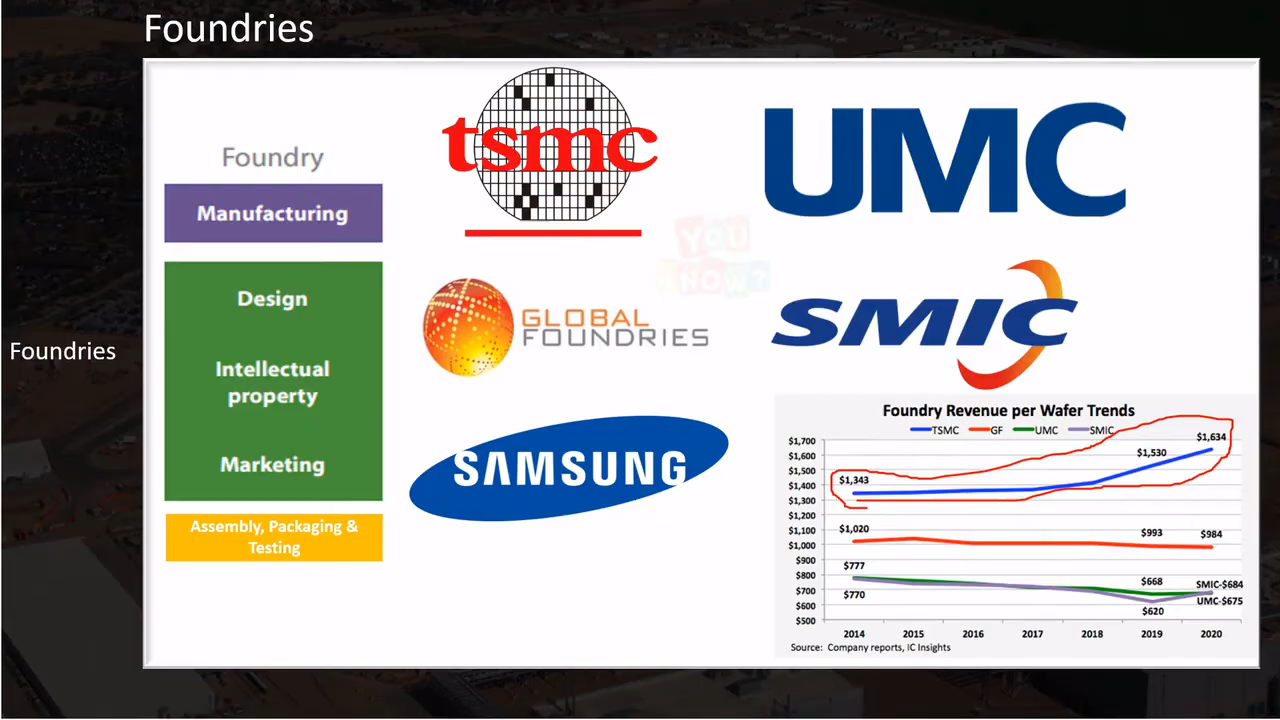 Foundries
Foundries
Foundry
Manufacturing
Design
Intellectual
property
Marketing
Assembly, Packaging &
Testing
tsmc
UMC
GLOBAL
FOUNDRIES
SMIC
SAMSUNG
YOU
NOW?
Foundry Revenue per Wafer Trends
TSMC GF UMC SMIC
$1,700
$1,600
$1,500
$1,400
$1,300
$1,200
$1,100
$1,000
$900
$800
$700
$600
$500
$1,343
$1,530
$1,634
$1,020
$993
$984
$777
$770
$668
$620
SMIC-$684
UMC-$675
2014 2015 2016 2017 2018 2019 2020
Source: Company reports, IC Insights